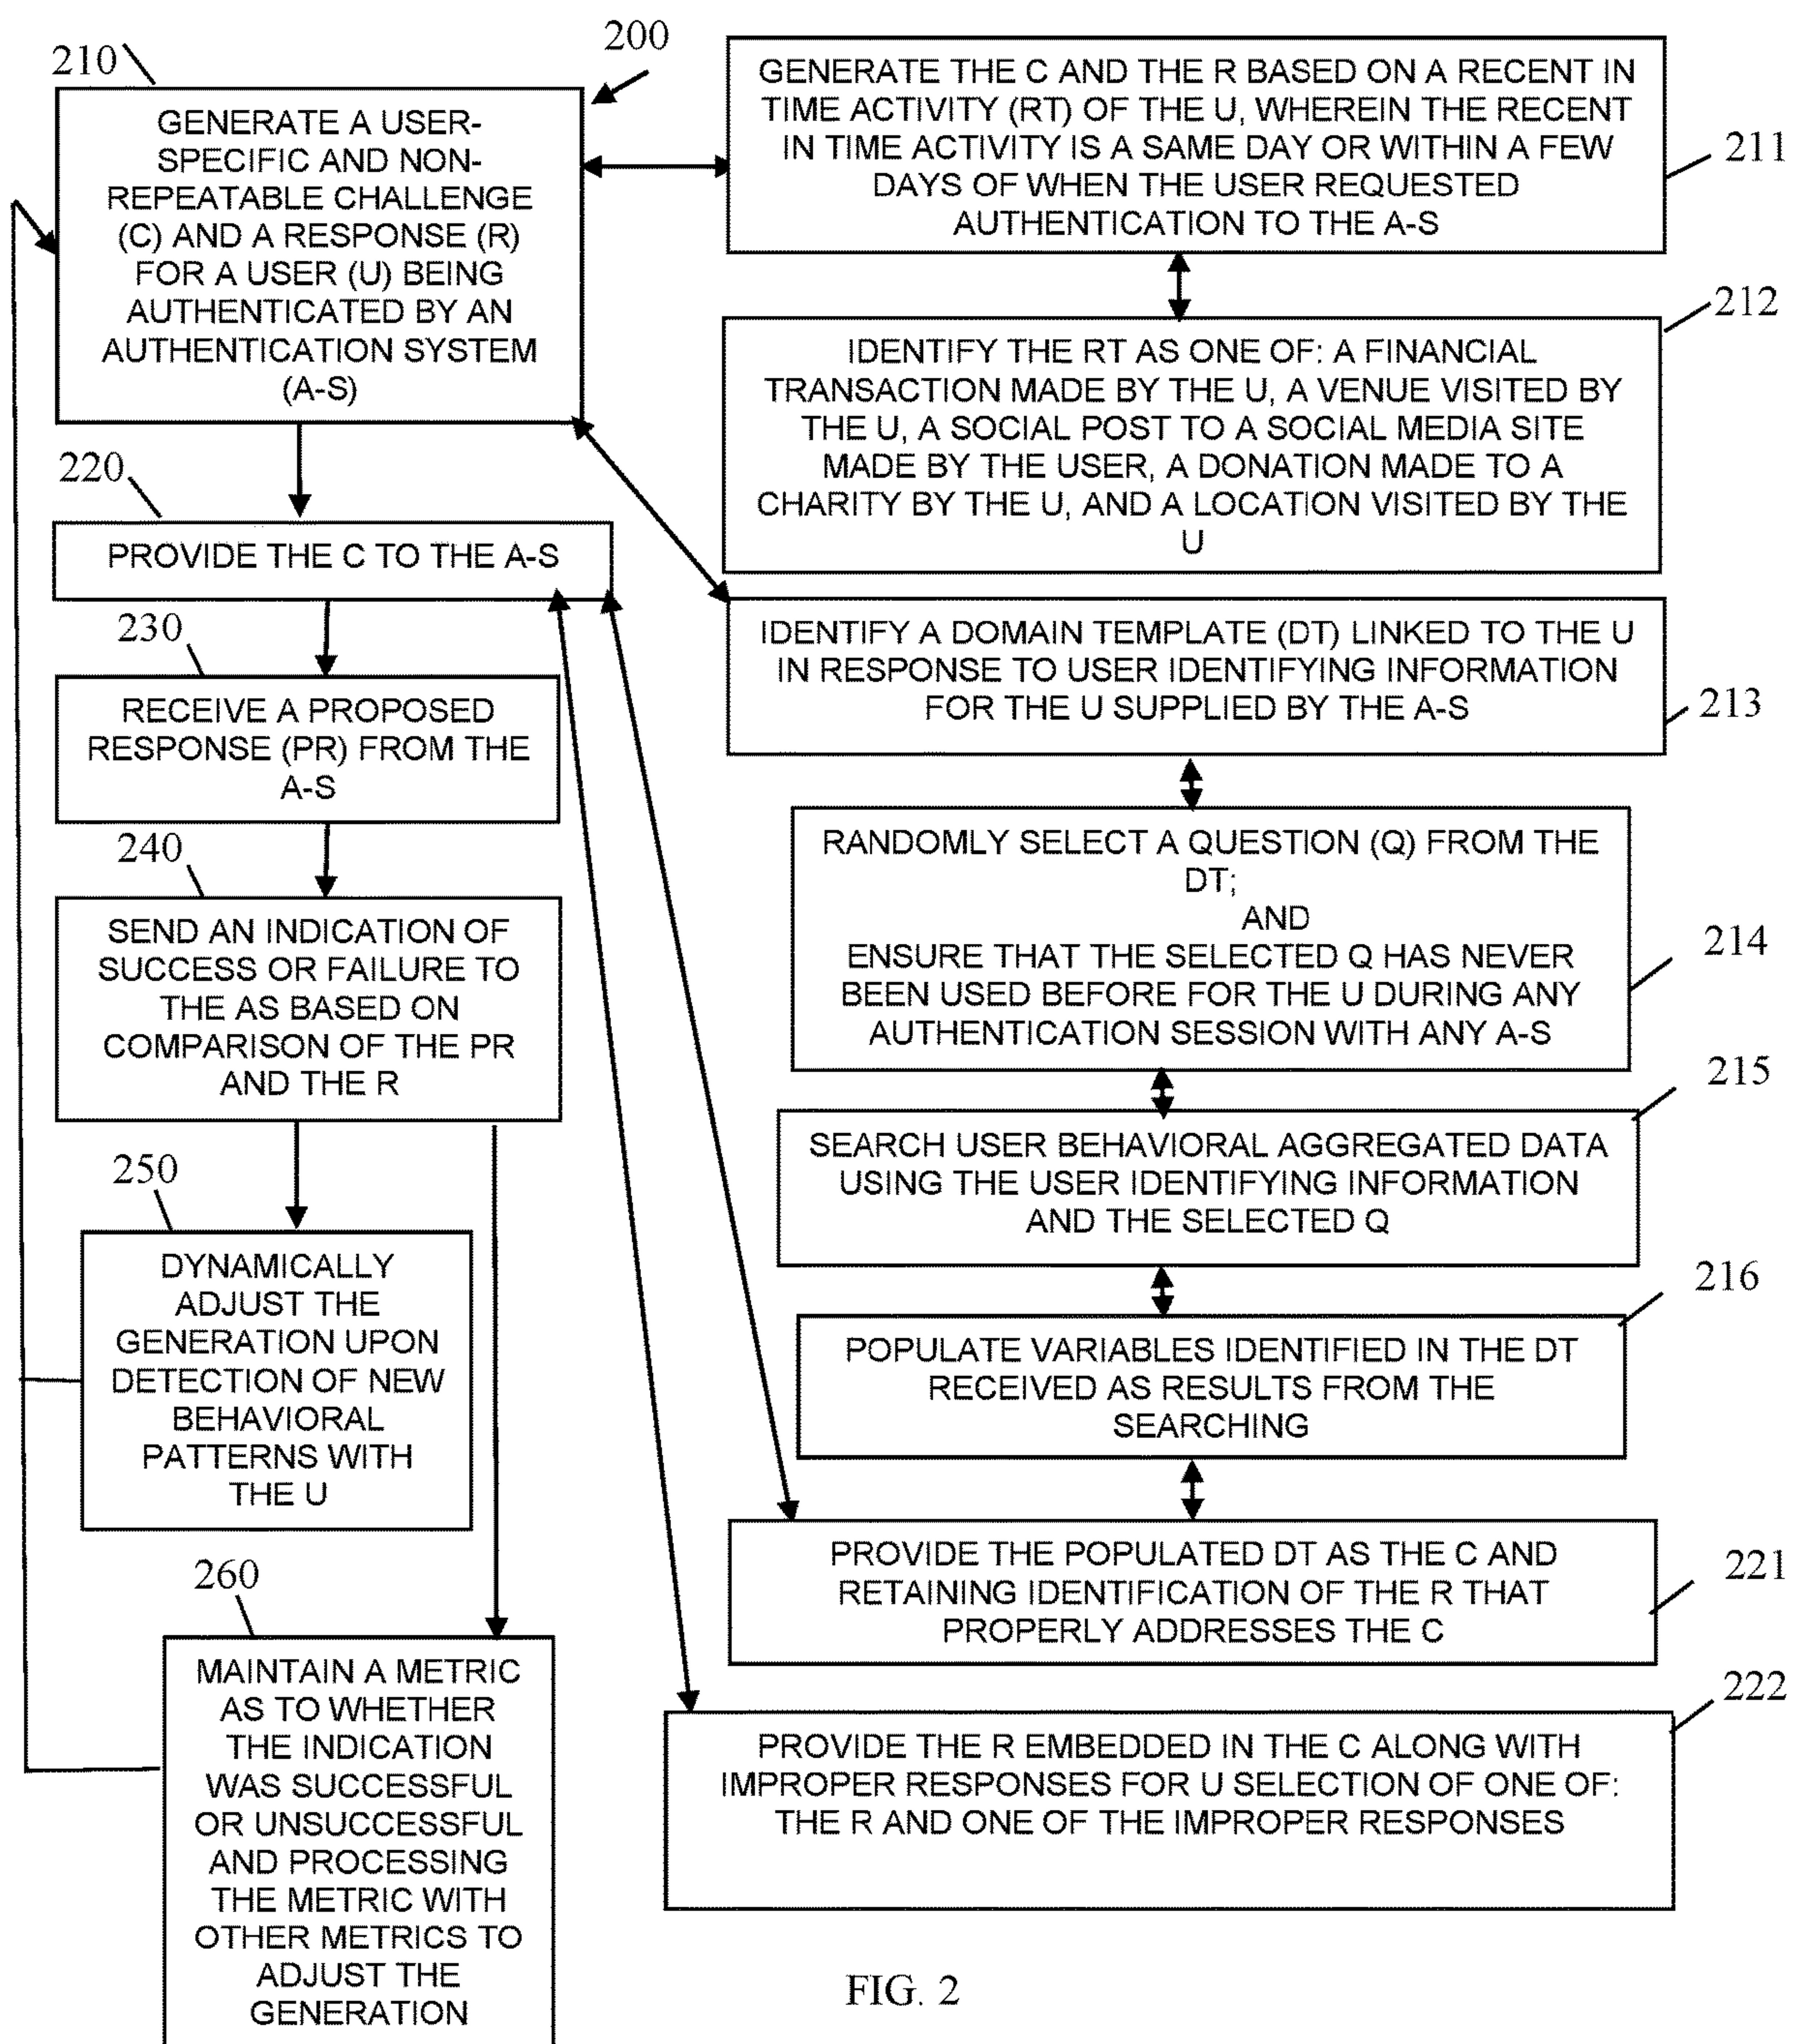 200
210
GENERATE A USER-
SPECIFIC AND NON-
REPEATABLE CHALLENGE
(C) AND A RESPONSE (R)
FOR A USER (U) BEING
AUTHENTICATED BY AN
AUTHENTICATION SYSTEM
(A-S)
220
PROVIDE THE C TO THE A-S
230
RECEIVE A PROPOSED
RESPONSE (PR) FROM THE
A-S
240
SEND AN INDICATION OF
SUCCESS OR FAILURE TO
THE AS BASED ON
COMPARISON OF THE PR
AND THE R
250
DYNAMICALLY
ADJUST THE
GENERATION UPON
DETECTION OF NEW
BEHAVIORAL
PATTERNS WITH
THE U
260
MAINTAIN A METRIC
AS TO WHETHER
THE INDICATION
WAS SUCCESSFUL
OR UNSUCCESSFUL
AND PROCESSING
THE METRIC WITH
OTHER METRICS TO
ADJUST THE
GENERATION
GENERATE THE C AND THE R BASED ON A RECENT IN
TIME ACTIVITY (RT) OF THE U, WHEREIN THE RECENT
IN TIME ACTIVITY IS A SAME DAY OR WITHIN A FEW
DAYS OF WHEN THE USER REQUESTED
AUTHENTICATION TO THE A-S
211
212
IDENTIFY THE RT AS ONE OF: A FINANCIAL
TRANSACTION MADE BY THE U, A VENUE VISITED BY
THE U, A SOCIAL POST TO A SOCIAL MEDIA SITE
MADE BY THE USER, A DONATION MADE TO A
CHARITY BY THE U, AND A LOCATION VISITED BY THE
U
IDENTIFY A DOMAIN TEMPLATE (DT) LINKED TO THE U
IN RESPONSE TO USER IDENTIFYING INFORMATION
FOR THE U SUPPLIED BY THE A-S
213
RANDOMLY SELECT A QUESTION (Q) FROM THE
DT;
AND
ENSURE THAT THE SELECTED Q HAS NEVER
BEEN USED BEFORE FOR THE U DURING ANY
AUTHENTICATION SESSION WITH ANY A-S
214
215
SEARCH USER BEHAVIORAL AGGREGATED DATA
USING THE USER IDENTIFYING INFORMATION
AND THE SELECTED Q
216
POPULATE VARIABLES IDENTIFIED IN THE DT
RECEIVED AS RESULTS FROM THE
SEARCHING
PROVIDE THE POPULATED DT AS THE C AND
RETAINING IDENTIFICATION OF THE R THAT
PROPERLY ADDRESSES THE C
221
222
PROVIDE THE R EMBEDDED IN THE C ALONG WITH
IMPROPER RESPONSES FOR U SELECTION OF ONE OF:
THE R AND ONE OF THE IMPROPER RESPONSES
FIG. 2